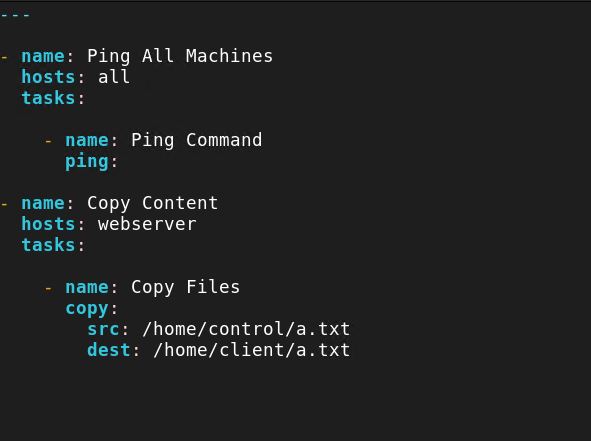 ---
- name: Ping All Machines
  hosts: all
  tasks:
    - name: Ping Command
      ping:
- name: Copy Content
  hosts: webserver
  tasks:
    - name: Copy Files
      copy:
        src: /home/control/a.txt
        dest: /home/client/a.txt